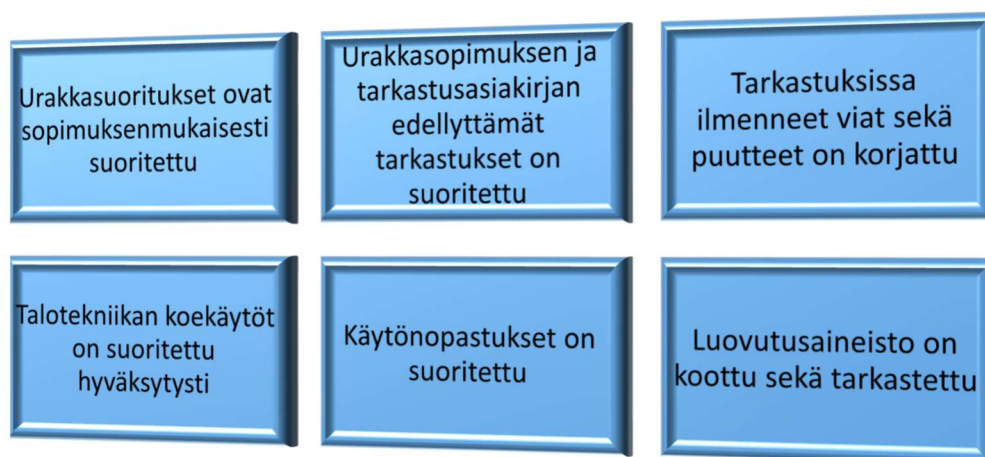 Urakkasuoritukset ovat
sopimuksenmukaisesti
suoritettu
Urakkasopimuksen ja
tarkastusasiakirjan
edellyttämät
tarkastukset on
suoritettu
Tarkastuksissa
ilmenneet viat sekä
puutteet on korjattu
Talotekniikan koekäytöt
on suoritettu
hyväksytysti
Käytönopastukset on
suoritettu
Luovutusaineisto on
koottu sekä tarkastettu